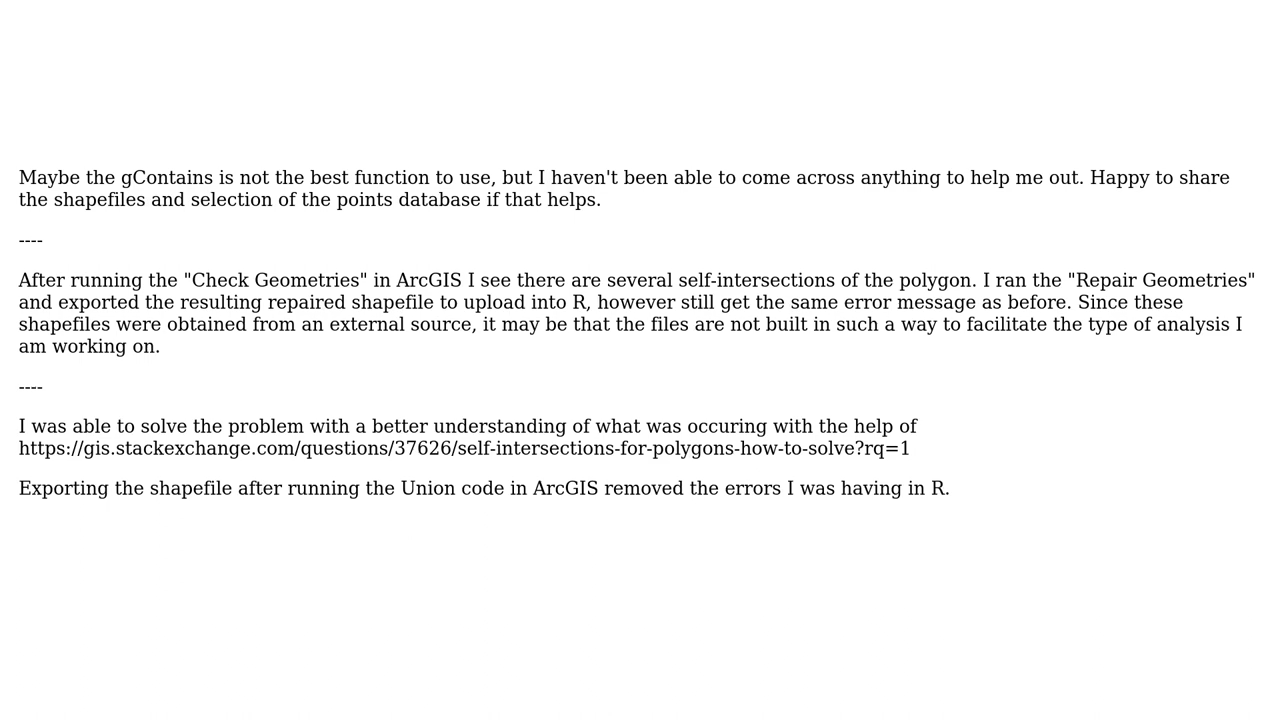 Maybe the gContains is not the best function to use, but I haven't been able to come across anything to help me out. Happy to share
the shapefiles and selection of the points database if that helps.
----
After running the "Check Geometries" in ArcGIS I see there are several self-intersections of the polygon. I ran the "Repair Geometries"
and exported the resulting repaired shapefile to upload into R, however still get the same error message as before. Since these
shapefiles were obtained from an external source, it may be that the files are not built in such a way to facilitate the type of analysis I
am working on.
----
I was able to solve the problem with a better understanding of what was occuring with the help of
https://gis.stackexchange.com/questions/37626/self-intersections-for-polygons-how-to-solve?rq=1
Exporting the shapefile after running the Union code in ArcGIS removed the errors I was having in R.